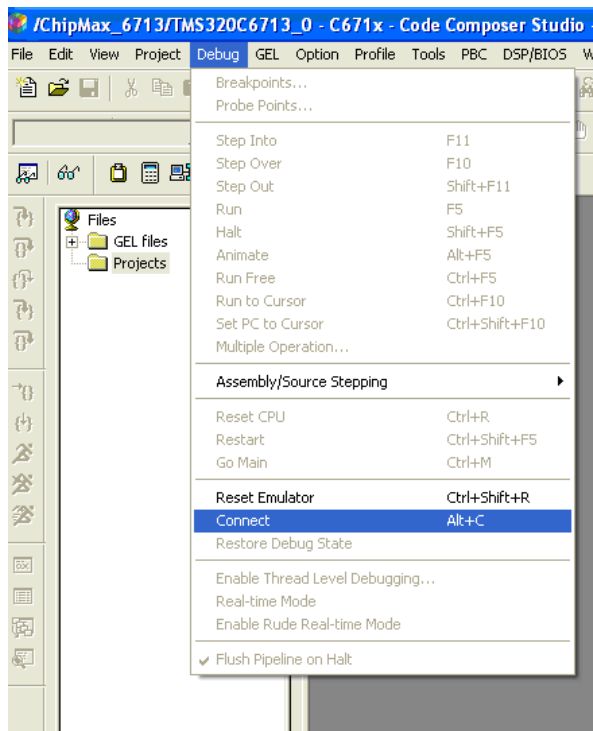 /ChipMax_6713/TMS320C6713_0 - C671x - Code Composer Studio -
File Edit View Project Debug GEL Option Profile Tools PBC DSP/BIOS W
Breakpoints...
Probe Points...
Step Into F11
Step Over F10
Step Out Shift+F11
Run F5
Halt Shift+F5
Animate Alt+F5
Run Free Ctrl+F5
Run to Cursor Ctrl+F10
Set PC to Cursor Ctrl+Shift+F10
Multiple Operation...
Assembly/Source Stepping
Reset CPU Ctrl+R
Restart Ctrl+Shift+F5
Go Main Ctrl+M
Reset Emulator Ctrl+Shift+R
Connect Alt+C
Restore Debug State
Enable Thread Level Debugging...
Real-time Mode
Enable Rude Real-time Mode
Flush Pipeline on Halt
Files
GEL files
Projects